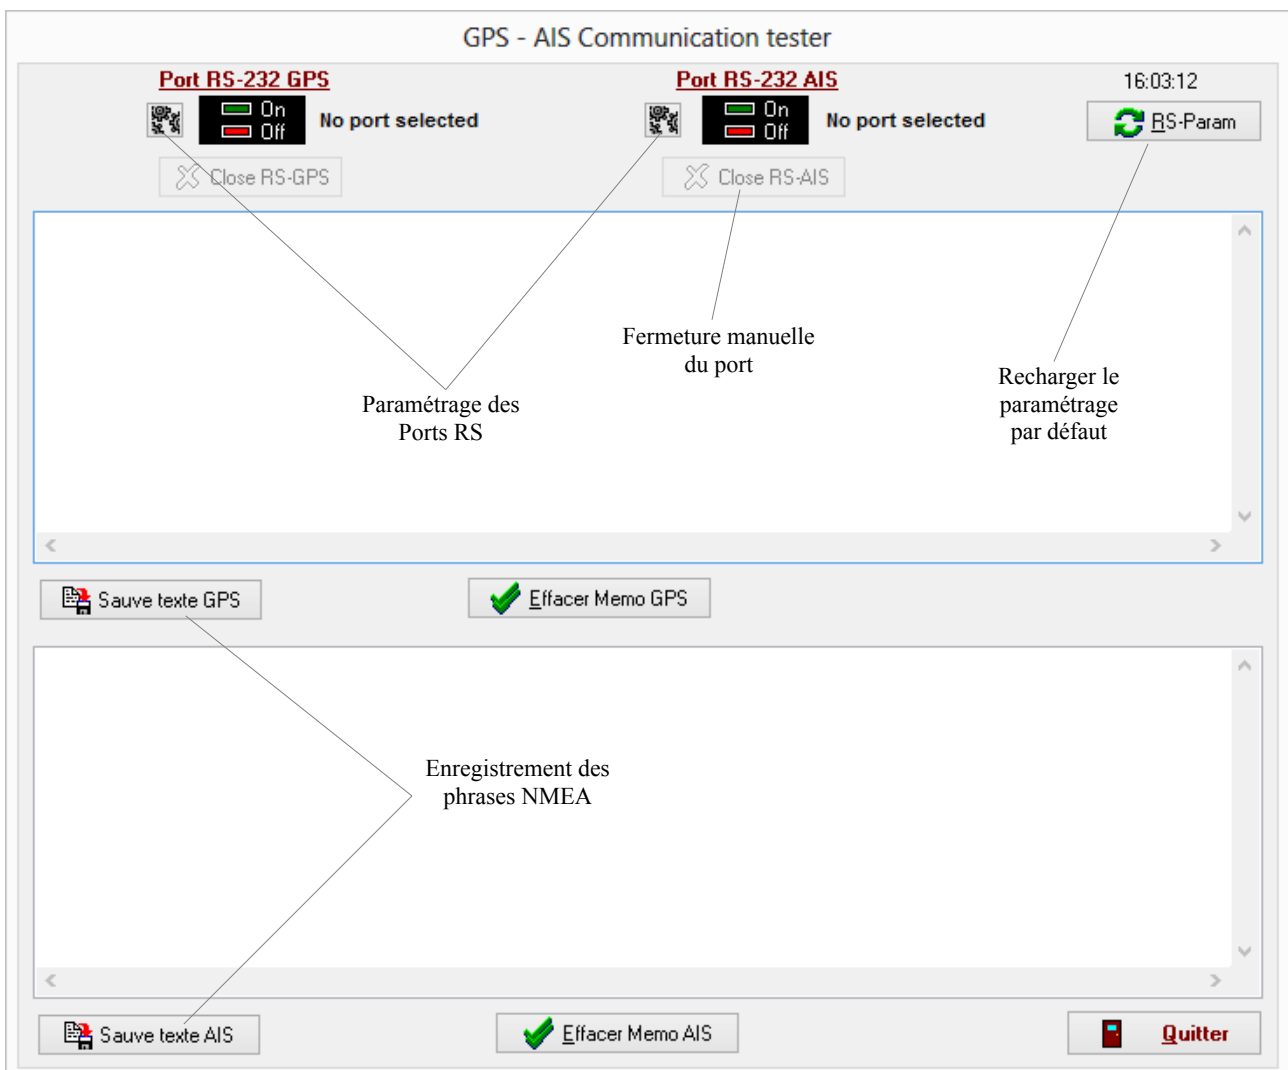 GPS - AIS Communication tester
Port RS-232 GPS
Port RS-232 AIS
16:03:12
On
Off
No port selected
On
Off
No port selected
RS-Param
Close RS-GPS
Close RS-AIS
Fermeture manuelle
du port
Recharger le
paramétrage
par défaut
Paramétrage des
Ports RS
Sauve texte GPS
Effacer Memo GPS
Enregistrement des
phrases NMEA
Sauve texte AIS
Effacer Memo AIS
Quitter